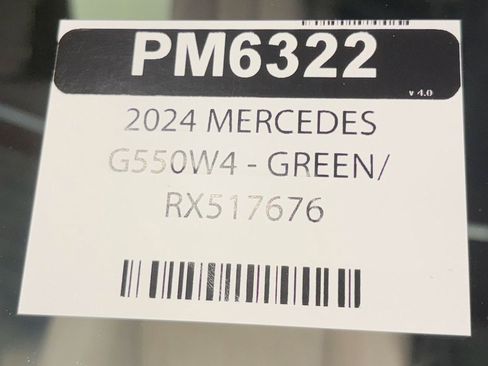 PM6322
v 4.0
2024 MERCEDES
G550W4 - GREEN/
RX517676